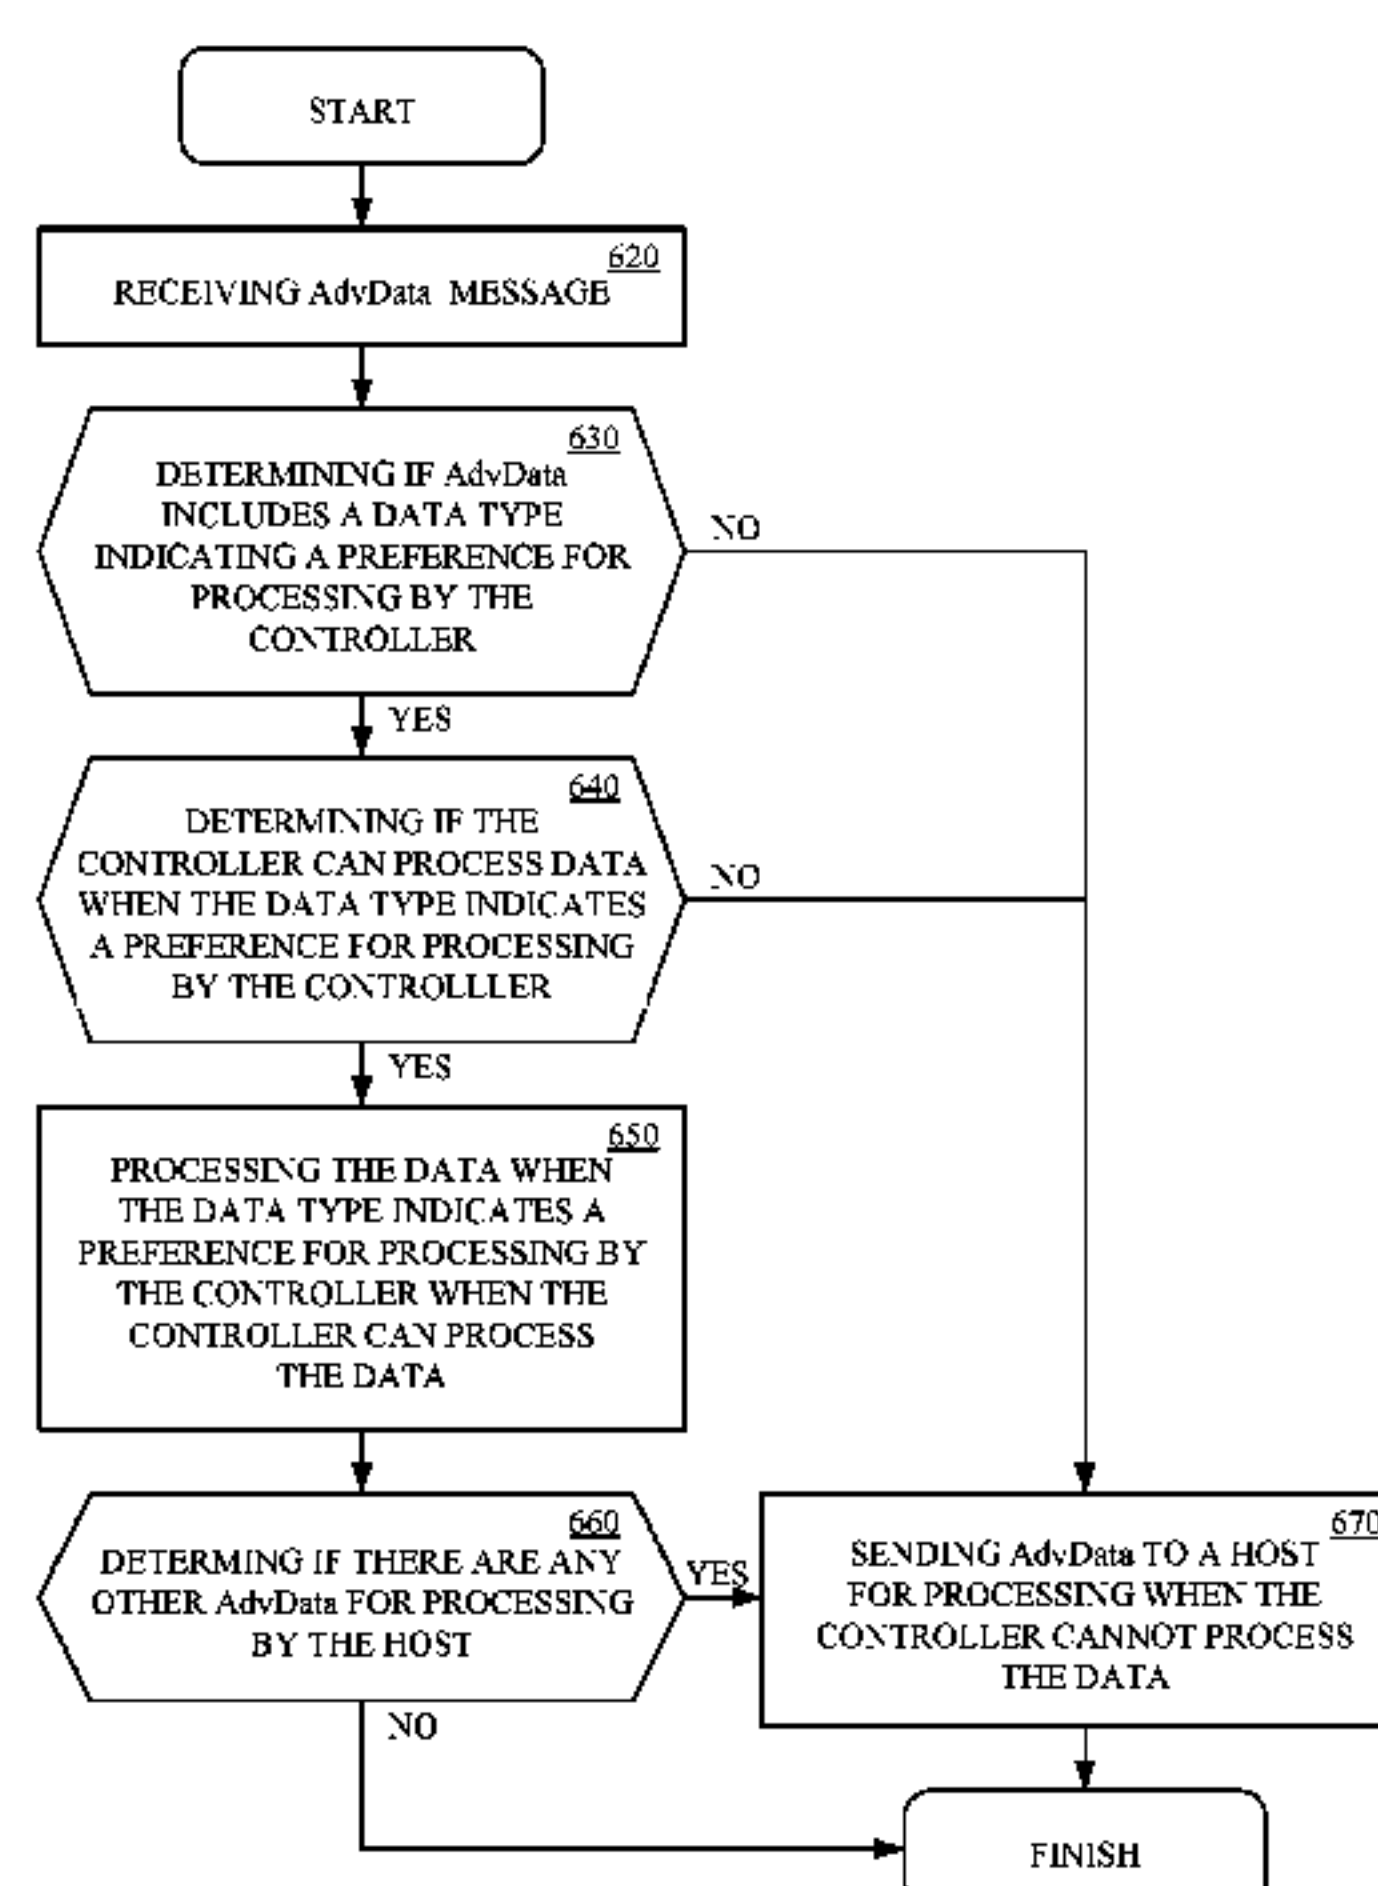 START
620
RECEIVING AdvData MESSAGE
630
DETERMINING IF AdvData
INCLUDES A DATA TYPE
INDICATING A PREFERENCE FOR
PROCESSING BY THE
CONTROLLER
NO
YES
640
DETERMINING IF THE
CONTROLLER CAN PROCESS DATA
WHEN THE DATA TYPE INDICATES
A PREFERENCE FOR PROCESSING
BY THE CONTROLLLER
NO
YES
650
PROCESSING THE DATA WHEN
THE DATA TYPE INDICATES A
PREFERENCE FOR PROCESSING BY
THE CONTROLLER WHEN THE
CONTROLLER CAN PROCESS
THE DATA
660
DETERMING IF THERE ARE ANY
OTHER AdvData FOR PROCESSING
BY THE HOST
YES
NO
670
SENDING AdvData TO A HOST
FOR PROCESSING WHEN THE
CONTROLLER CANNOT PROCESS
THE DATA
FINISH